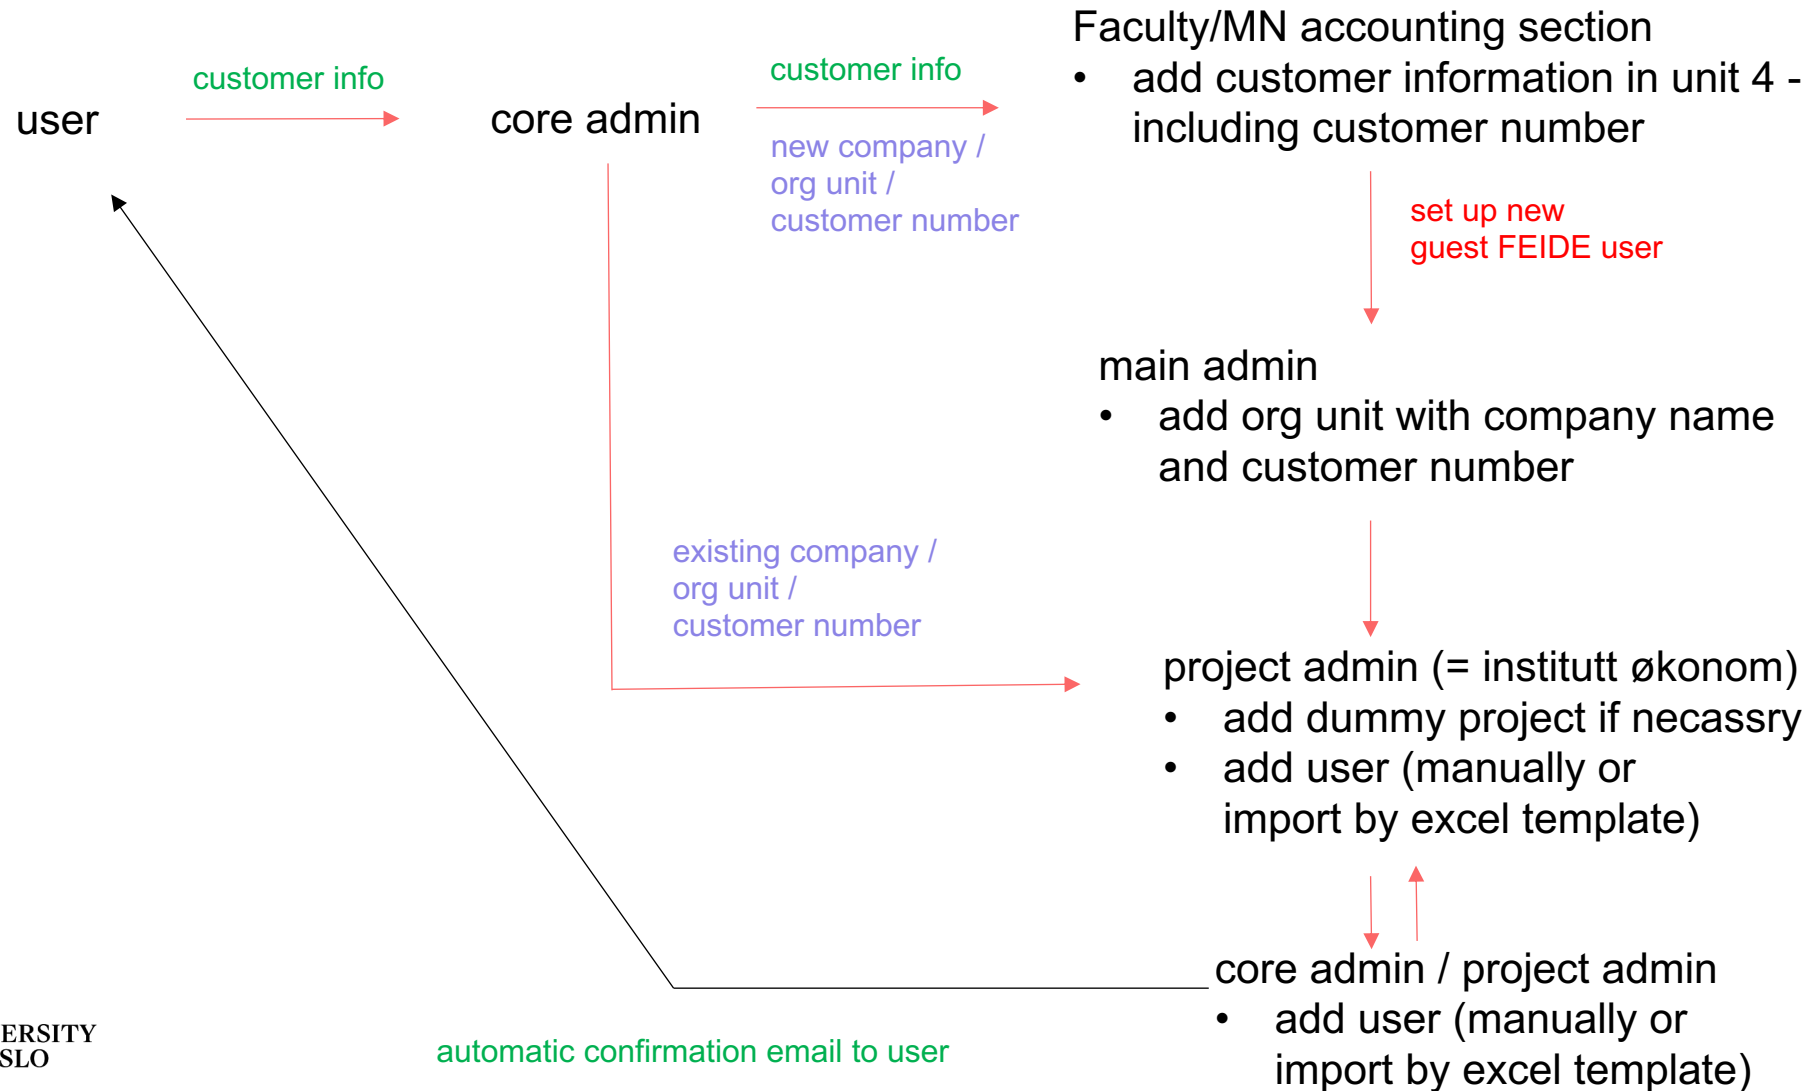 Faculty/MN accounting section
• add customer information in unit 4 -
including customer number
customer info
customer info
user
core admin
new company /
org unit /
customer number
set up new
guest FEIDE user
main admin
• add org unit with company name
and customer number
existing company /
org unit /
customer number
project admin (= institutt økonom)
• add dummy project if necassry
• add user (manually or
import by excel template)
core admin / project admin
• add user (manually or
import by excel template)
ERSITY
SLO
automatic confirmation email to user